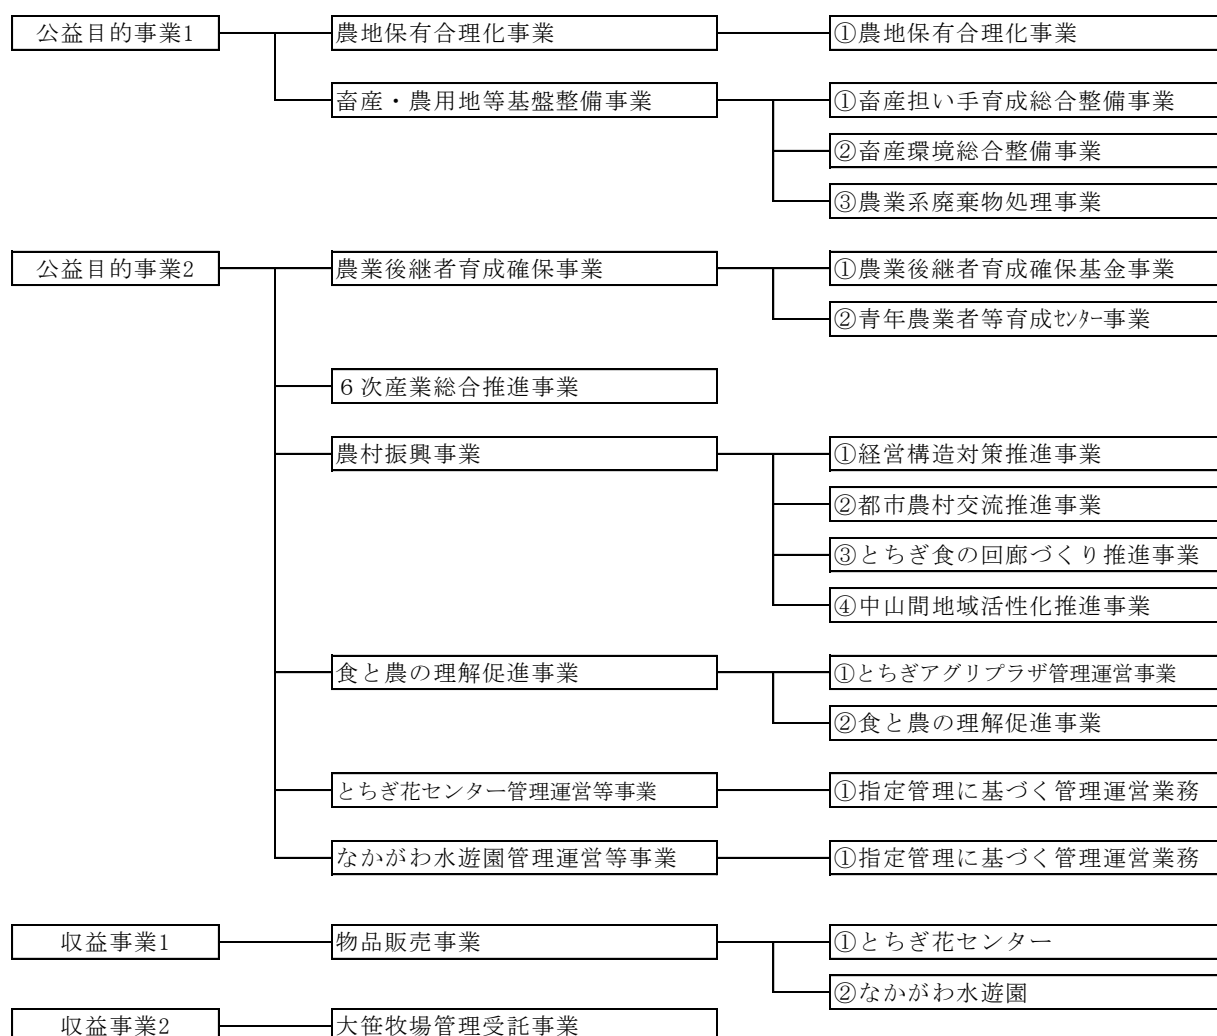 公益目的事業1
農地保有合理化事業
①農地保有合理化事業
畜産・農用地等基盤整備事業
①畜産担い手育成総合整備事業
②畜産環境総合整備事業
③農業系廃棄物処理事業
公益目的事業2
農業後継者育成確保事業
①農業後継者育成確保基金事業
②青年農業者等育成ｾﾝﾀｰ事業
６次産業総合推進事業
農村振興事業
①経営構造対策推進事業
②都市農村交流推進事業
③とちぎ食の回廊づくり推進事業
④中山間地域活性化推進事業
食と農の理解促進事業
①とちぎアグリプラザ管理運営事業
②食と農の理解促進事業
とちぎ花センター管理運営等事業
①指定管理に基づく管理運営業務
なかがわ水遊園管理運営等事業
①指定管理に基づく管理運営業務
収益事業1
物品販売事業
①とちぎ花センター
②なかがわ水遊園
収益事業2
大笹牧場管理受託事業